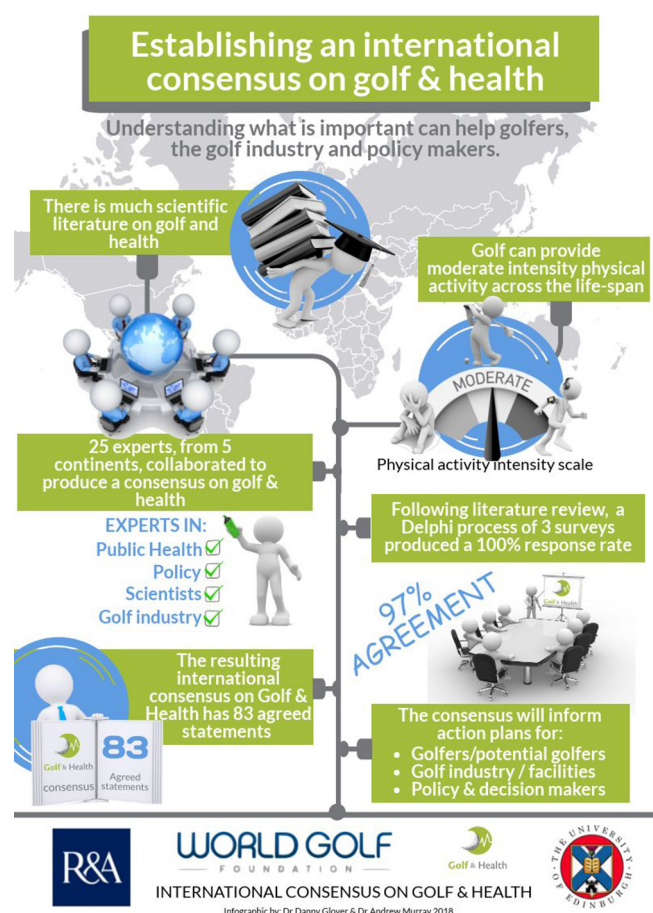 Establishing an international
consensus on golf & health
Understanding what is important can help golfers,
the golf industry and policy makers.
There is much scientific
literature on golf and
health
Golf can provide
moderate intensity physical
activity across the life-span
MODERATE
Physical activity intensity scale
25 experts, from 5
continents, collaborated to
produce a consensus on golf &
health
EXPERTS IN:
Public Health
Policy
Scientists
Golf industry
Following literature review, a
Delphi process of 3 surveys
produced a 100% response rate
97%
AGREEMENT
Golf & Health
The resulting
international
consensus on Golf &
Health has 83 agreed
statements
Golf & Health
consensus
83
Agreed
statements
The consensus will inform
action plans for:
• Golfers/potential golfers
• Golf industry / facilities
• Policy & decision makers
R&A
WORLD GOLF
FOUNDATION
Golf & Health
THE UNIVERSITY OF EDINBURGH
INTERNATIONAL CONSENSUS ON GOLF & HEALTH
Infographic by: Dr Danny Glover & Dr Andrew Murray 2018